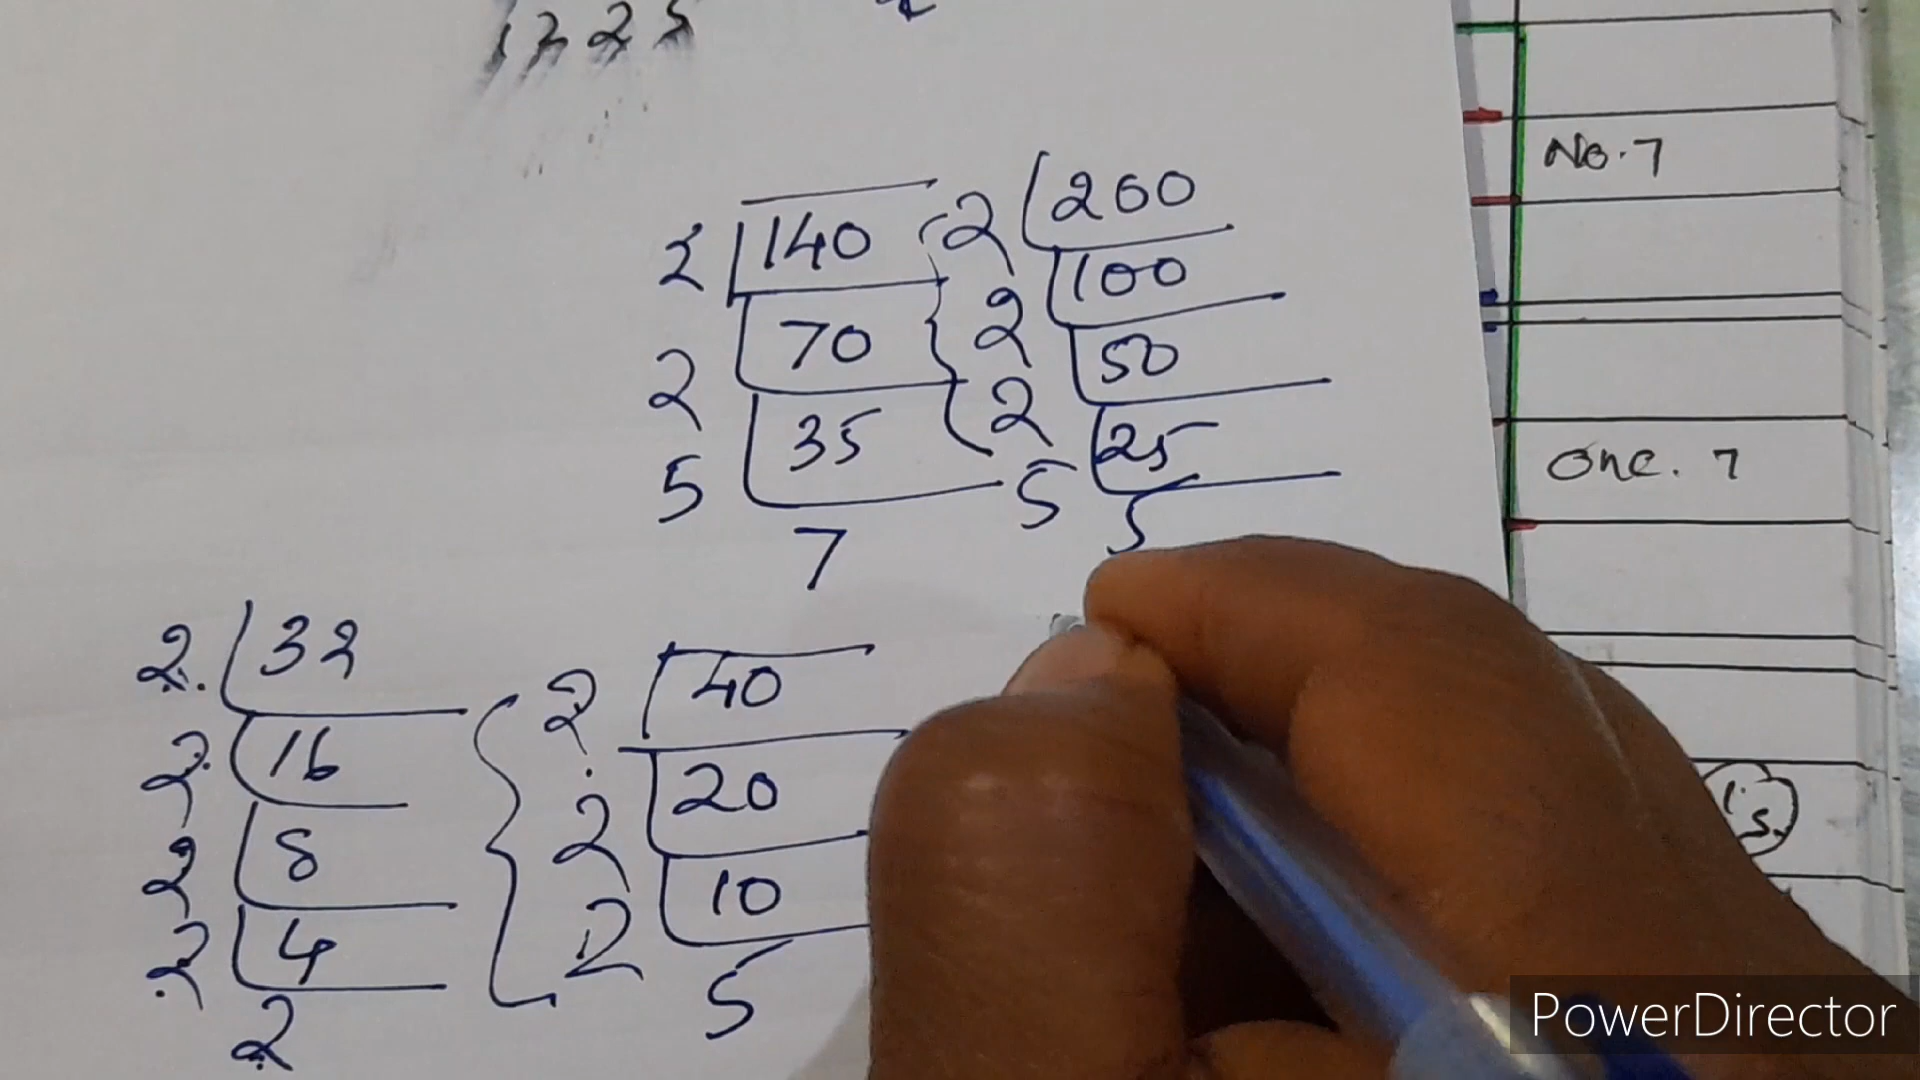 1225
2 140 2 200
2 100
2 70 2 50
5 35 5 25
7 5
2 32 2 40
2 16 2 20
2 8 2 10
2 4 5
2
No. 7
One. 7
PowerDirector